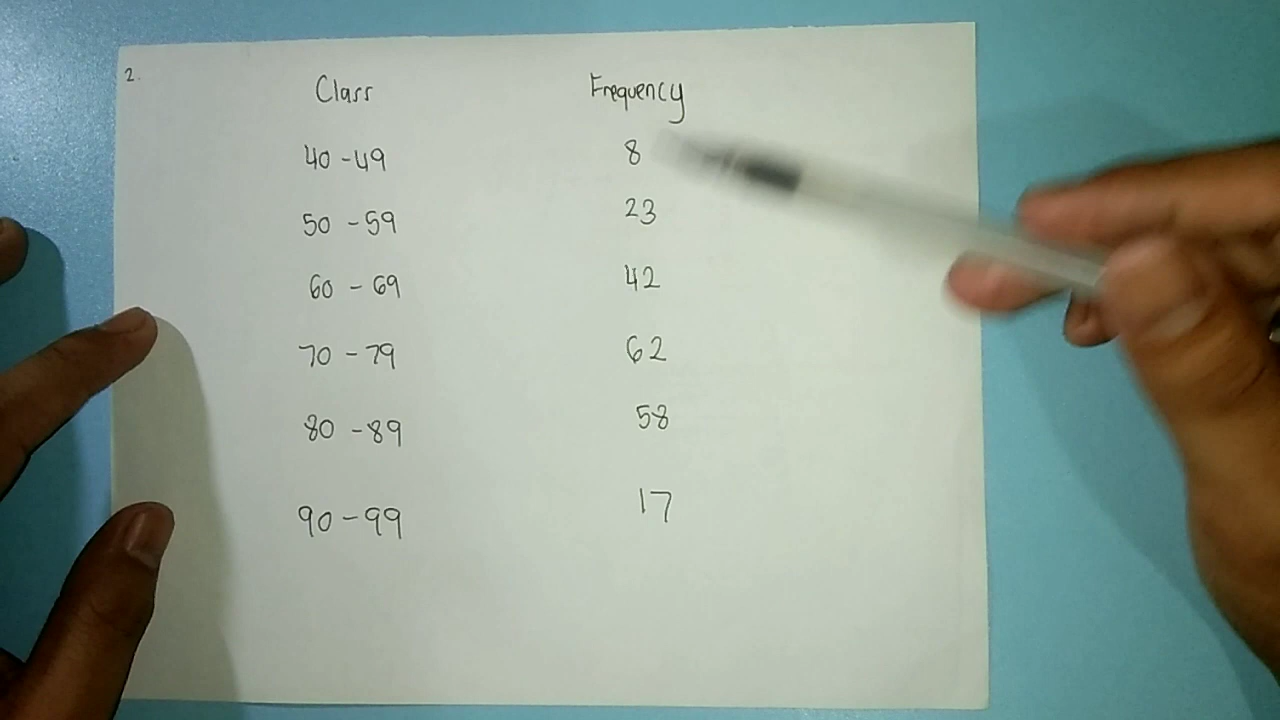 2.
Class Frequency
40 - 49 8
50 - 59 23
60 - 69 42
70 - 79 62
80 - 89 58
90 - 99 17